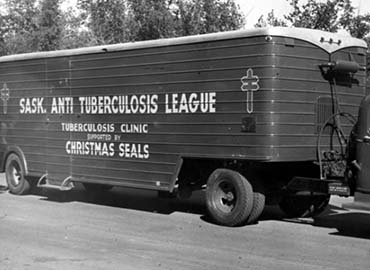 SASK. ANTI TUBERCULOSIS LEAGUE
TUBERCULOSIS CLINIC
SUPPORTED BY
CHRISTMAS SEALS